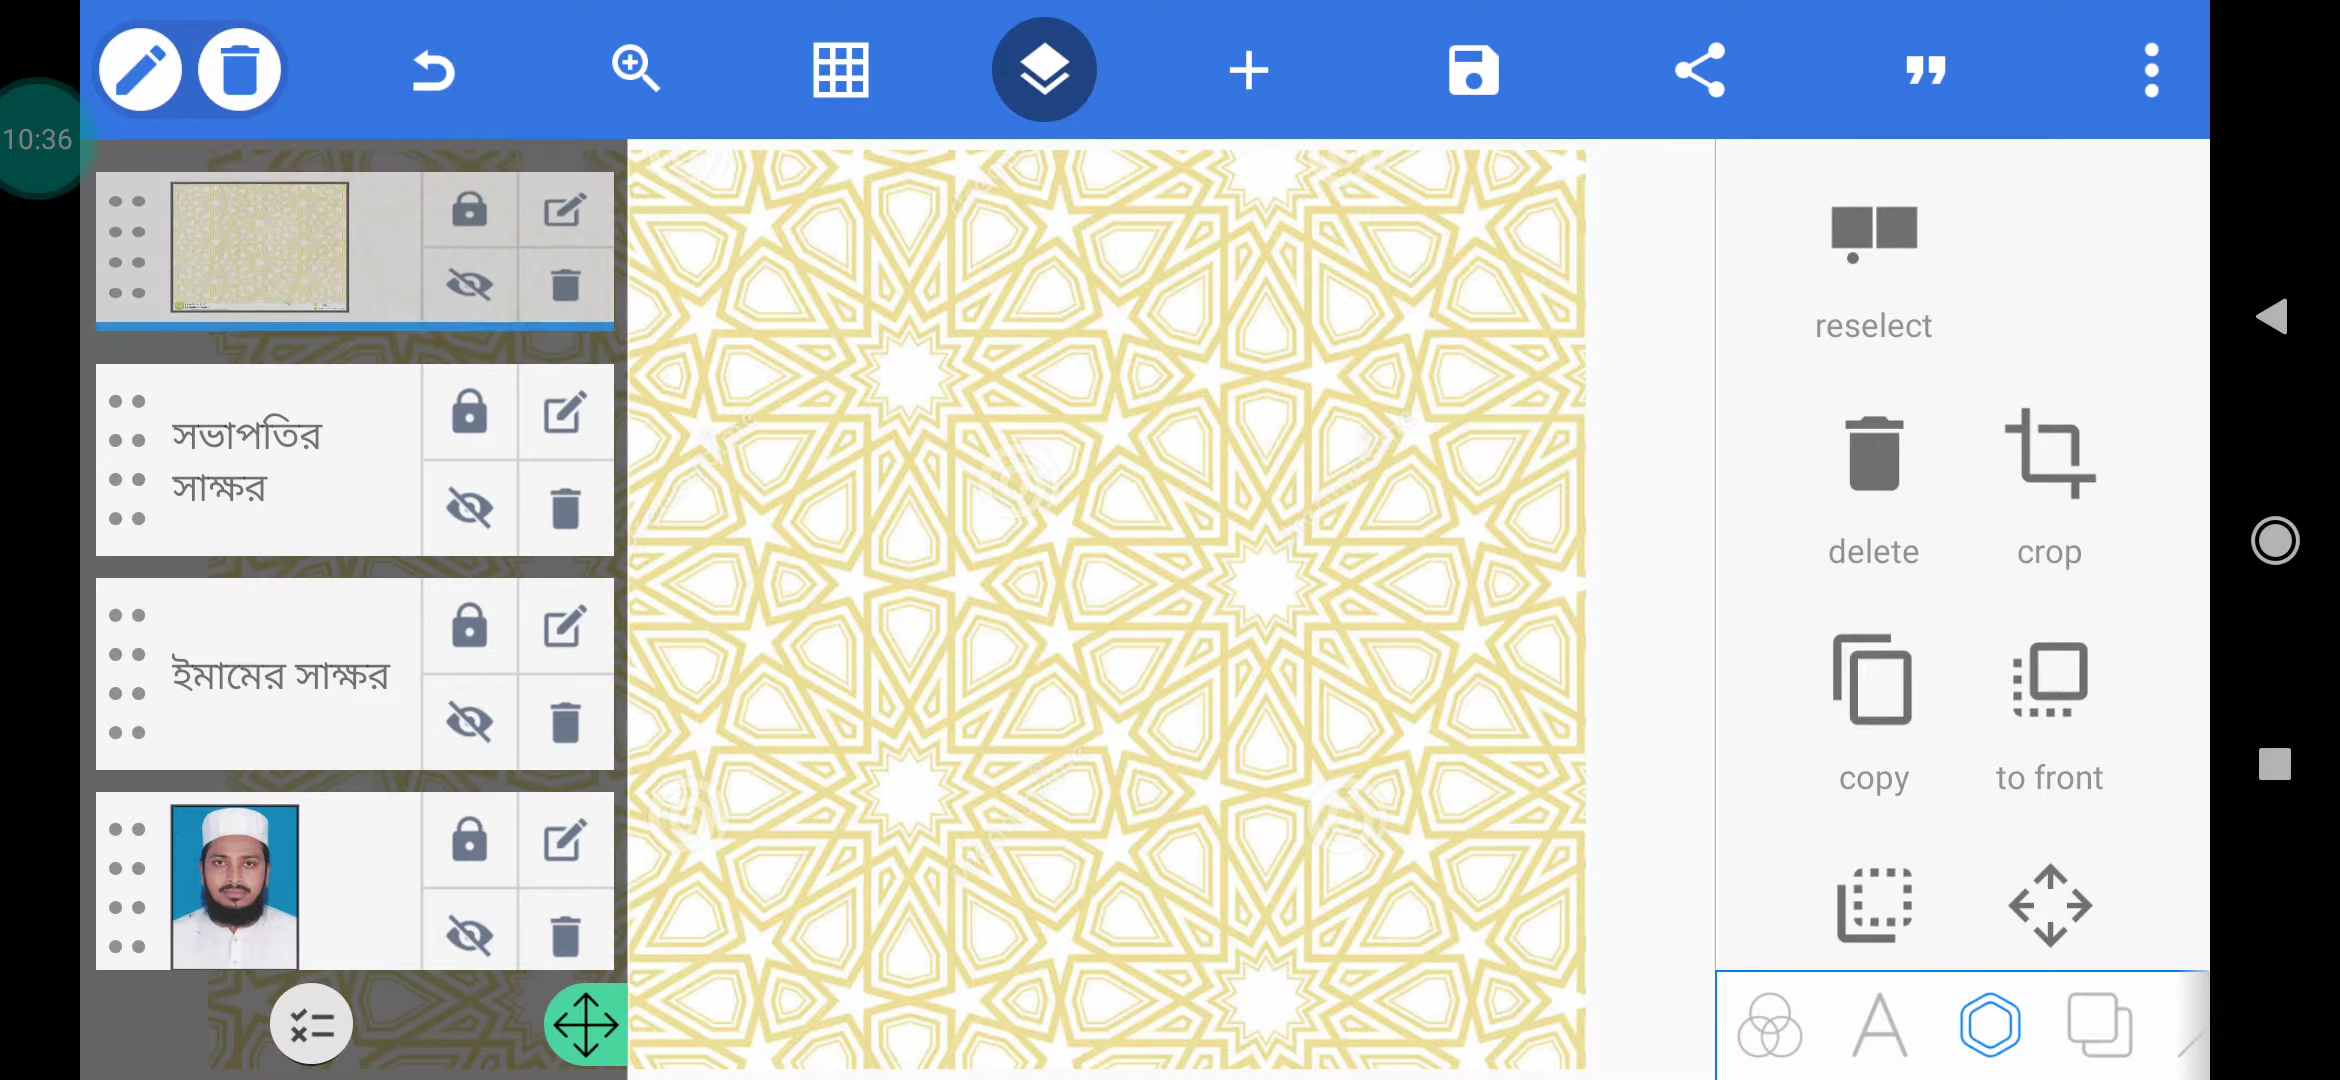 10:36
সভাপতির
সাক্ষর
ইমামের সাক্ষর
reselect
delete
crop
copy
to front